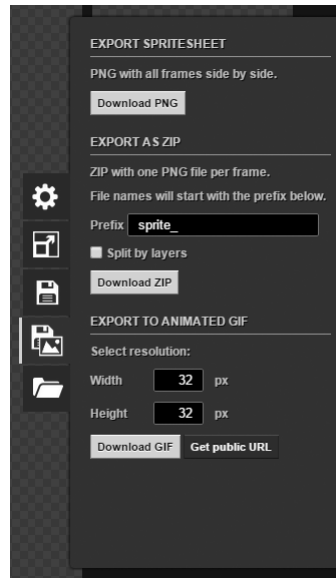 EXPORT SPRITESHEET
PNG with all frames side by side.
Download PNG
EXPORT AS ZIP
ZIP with one PNG file per frame.
File names will start with the prefix below.
Prefix sprite_
Split by layers
Download ZIP
EXPORT TO ANIMATED GIF
Select resolution:
Width 32 px
Height 32 px
Download GIF Get public URL